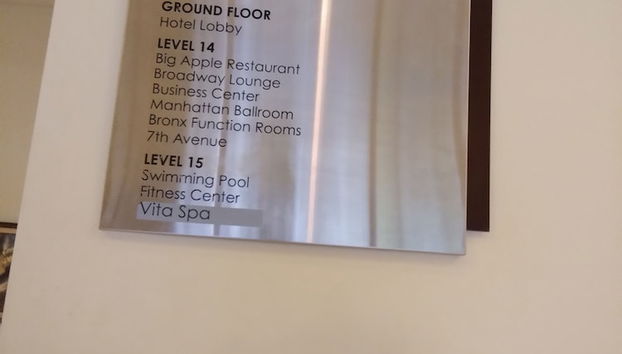 GROUND FLOOR
Hotel Lobby
LEVEL 14
Big Apple Restaurant
Broadway Lounge
Business Center
Manhattan Ballroom
Bronx Function Rooms
7th Avenue
LEVEL 15
Swimming Pool
Fitness Center
Vita Spa